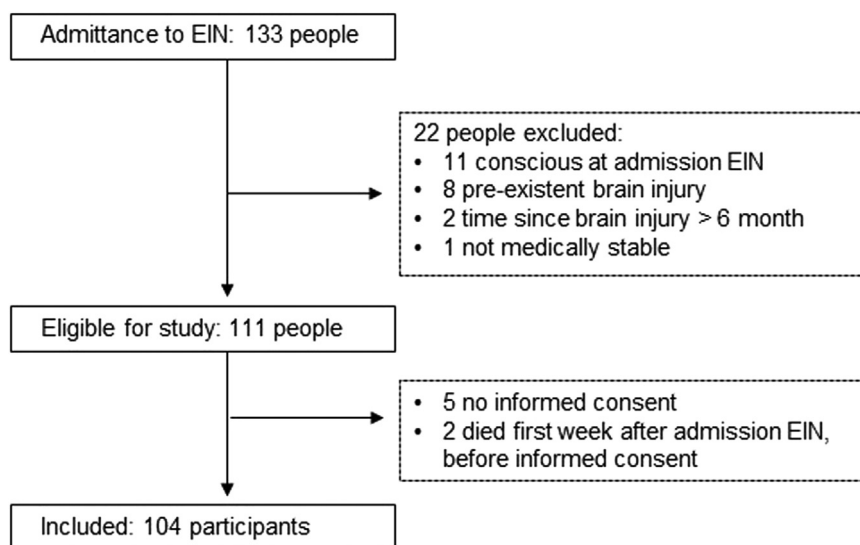 Admittance to EIN: 133 people
22 people excluded:
• 11 conscious at admission EIN
• 8 pre-existent brain injury
• 2 time since brain injury > 6 month
• 1 not medically stable
Eligible for study: 111 people
• 5 no informed consent
• 2 died first week after admission EIN,
before informed consent
Included: 104 participants